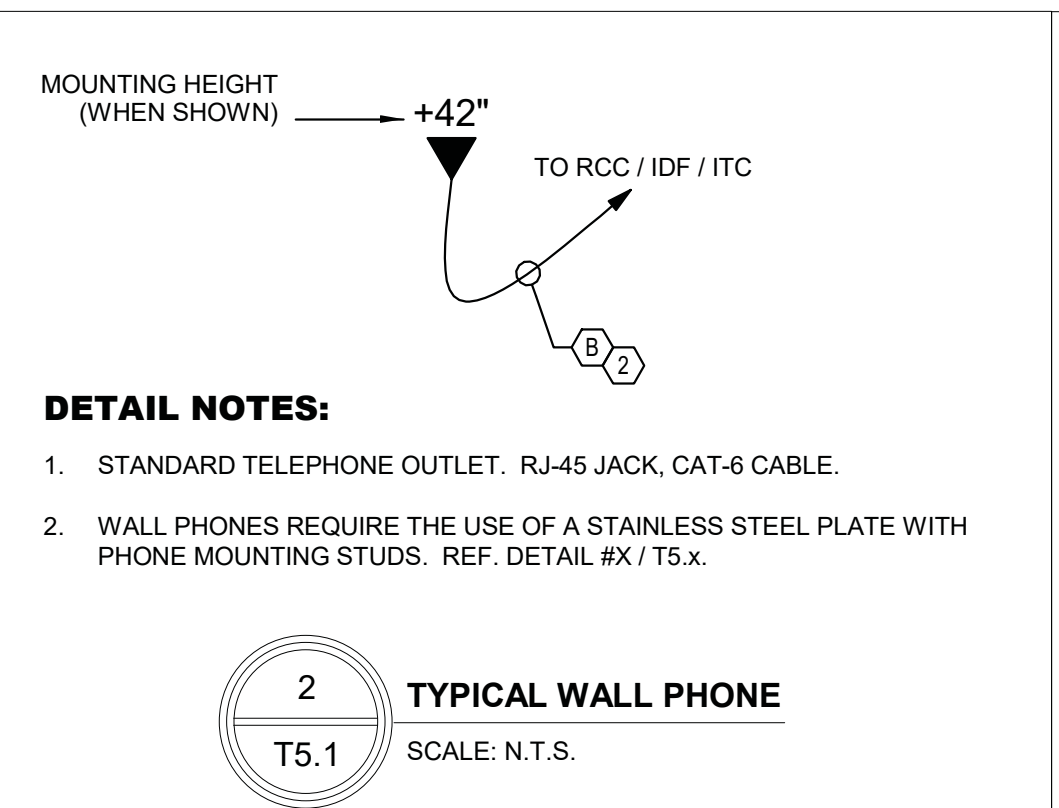 MOUNTING HEIGHT
(WHEN SHOWN)
+42"
TO RCC / IDF / ITC
B
2
DETAIL NOTES:
1. STANDARD TELEPHONE OUTLET. RJ-45 JACK, CAT-6 CABLE.
2. WALL PHONES REQUIRE THE USE OF A STAINLESS STEEL PLATE WITH
PHONE MOUNTING STUDS. REF. DETAIL #X / T5.x.
2
T5.1
TYPICAL WALL PHONE
SCALE: N.T.S.